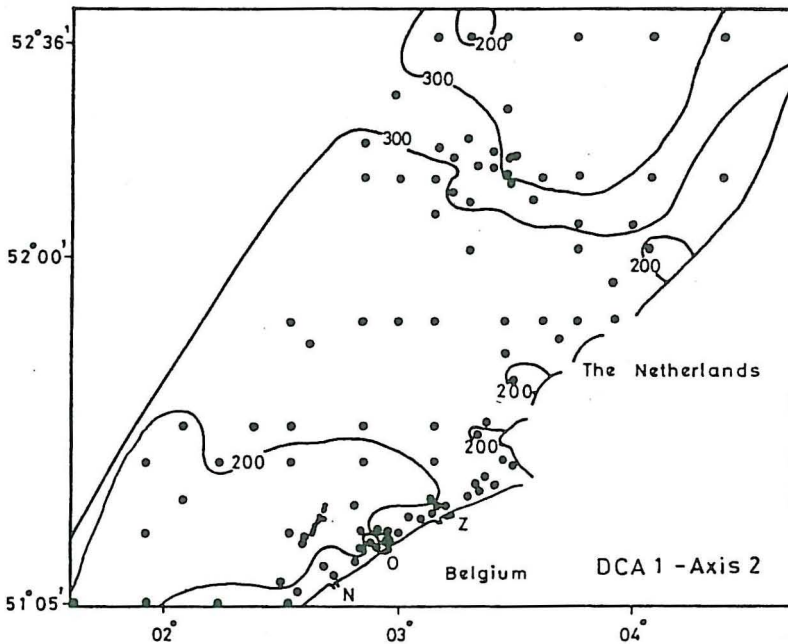 52°36'
200
300
300
52°00'
200
The Netherlands
200
200
200
Z
O
Belgium
DCA 1 - Axis 2
N
51°05'
02°
03°
04°